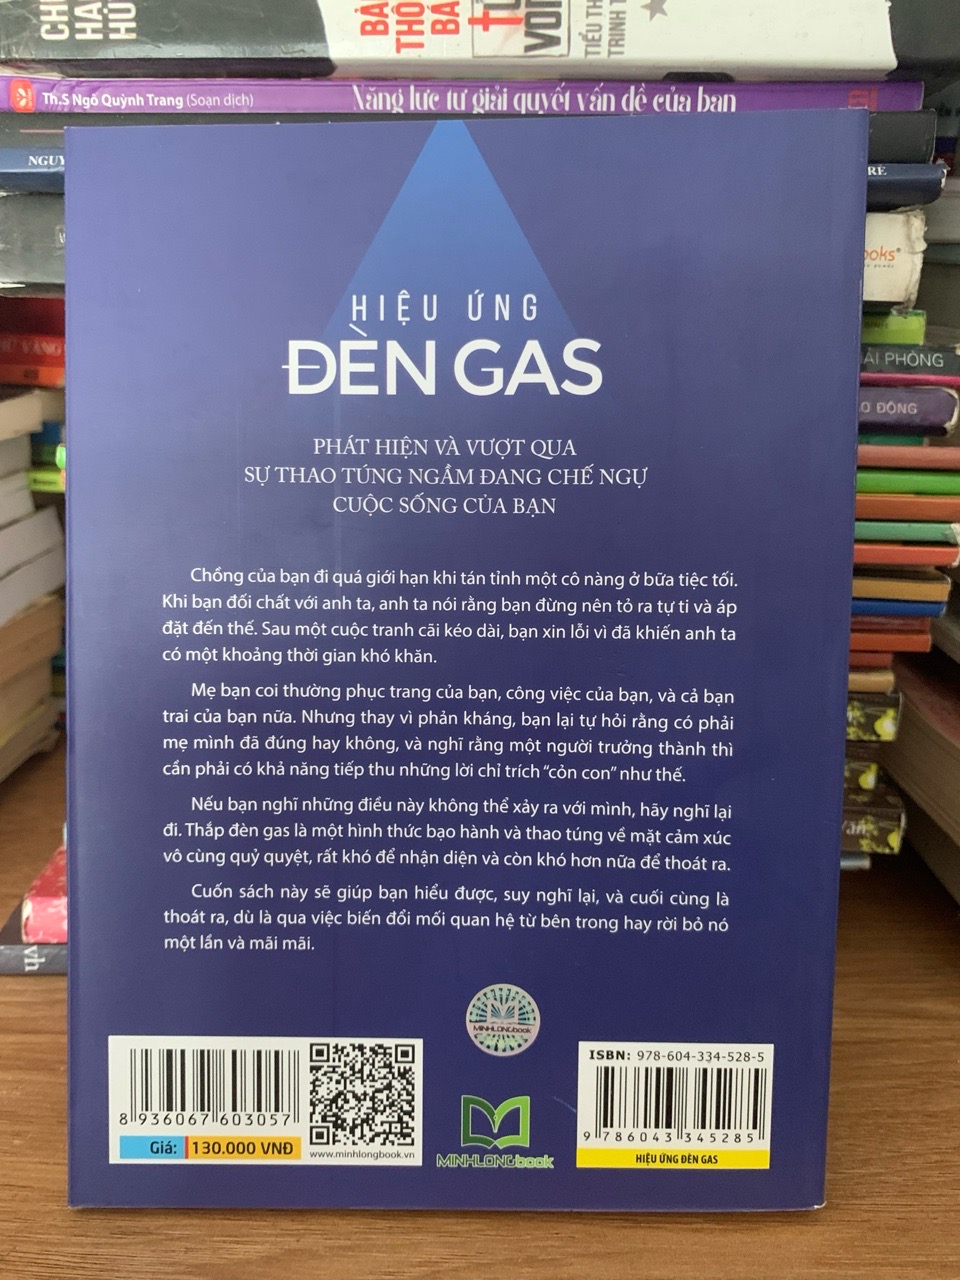 Th.S Ngô Quỳnh Trang (Soạn dịch)
Năng lực tự giải quyết vấn đề của bạn
NGUY
RẺ
books
ẢI PHÒNG
O ĐỘNG
HIỆU ỨNG
ĐÈN GAS
PHÁT HIỆN VÀ VƯỢT QUA
SỰ THAO TÚNG NGẦM ĐANG CHẾ NGỰ
CUỘC SỐNG CỦA BẠN
Chồng của bạn đi quá giới hạn khi tán tỉnh một cô nàng ở bữa tiệc tối.
Khi bạn đối chất với anh ta, anh ta nói rằng bạn đừng nên tỏ ra tự ti và áp
đặt đến thế. Sau một cuộc tranh cãi kéo dài, bạn xin lỗi vì đã khiến anh ta
có một khoảng thời gian khó khăn.
Mẹ bạn coi thường phục trang của bạn, công việc của bạn, và cả bạn
trai của bạn nữa. Nhưng thay vì phản kháng, bạn lại tự hỏi rằng có phải
mẹ mình đã đúng hay không, và nghĩ rằng một người trưởng thành thì
cần phải có khả năng tiếp thu những lời chỉ trích “cỏn con” như thế.
Nếu bạn nghĩ những điều này không thể xảy ra với mình, hãy nghĩ lại
đi. Thắp đèn gas là một hình thức bạo hành và thao túng về mặt cảm xúc
vô cùng quỷ quyệt, rất khó để nhận diện và còn khó hơn nữa để thoát ra.
Cuốn sách này sẽ giúp bạn hiểu được, suy nghĩ lại, và cuối cùng là
thoát ra, dù là qua việc biến đổi mối quan hệ từ bên trong hay rời bỏ nó
một lần và mãi mãi.
MINHLONGbook
8 936067 603057
Giá: 130.000 VNĐ
www.minhlongbook.vn
MINHLONGbook
ISBN: 978-604-334-528-5
9 786043 345285
HIỆU ỨNG ĐÈN GAS